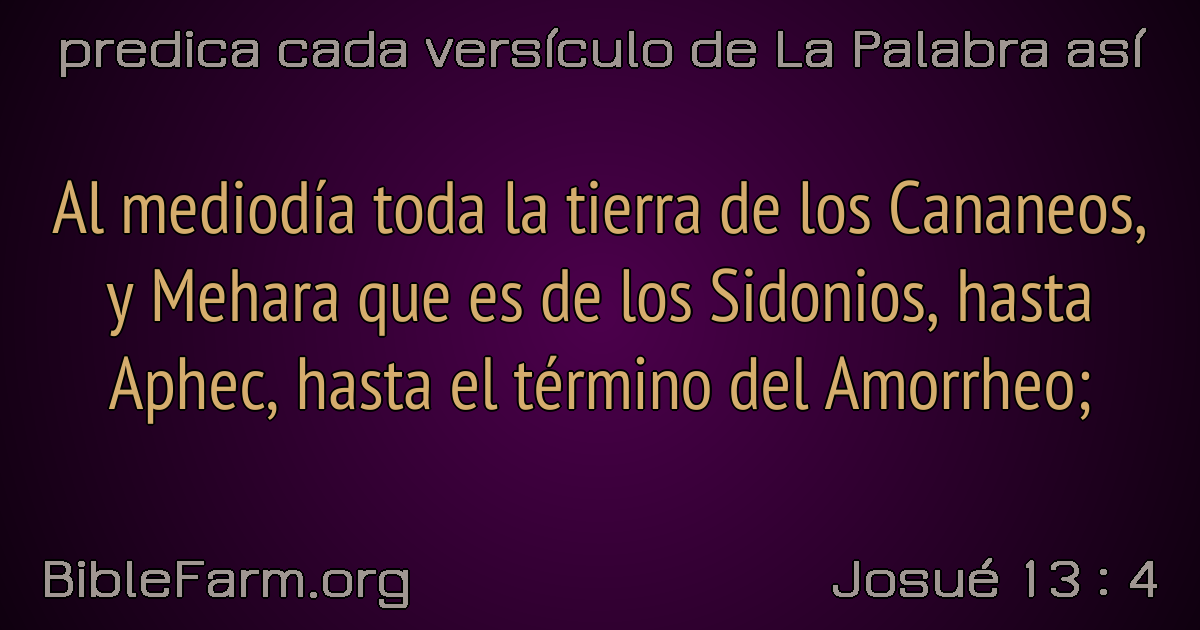 predica cada versículo de La Palabra así
Al mediodía toda la tierra de los Cananeos,
y Mehara que es de los Sidonios, hasta
Aphec, hasta el término del Amorrheo;
BibleFarm.org
Josué 13 : 4